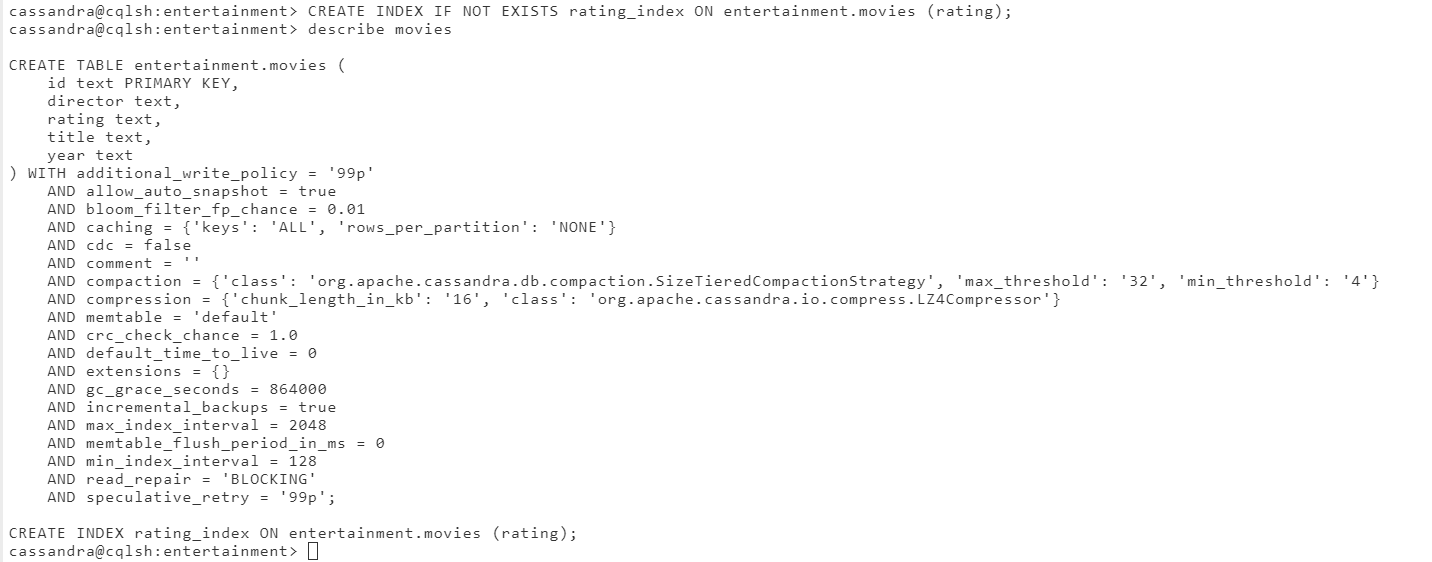 cassandra@cqlsh:entertainment> CREATE INDEX IF NOT EXISTS rating_index ON entertainment.movies (rating);
cassandra@cqlsh:entertainment> describe movies
CREATE TABLE entertainment.movies (
    id text PRIMARY KEY,
    director text,
    rating text,
    title text,
    year text
) WITH additional_write_policy = '99p'
    AND allow_auto_snapshot = true
    AND bloom_filter_fp_chance = 0.01
    AND caching = {'keys': 'ALL', 'rows_per_partition': 'NONE'}
    AND cdc = false
    AND comment = ''
    AND compaction = {'class': 'org.apache.cassandra.db.compaction.SizeTieredCompactionStrategy', 'max_threshold': '32', 'min_threshold': '4'}
    AND compression = {'chunk_length_in_kb': '16', 'class': 'org.apache.cassandra.io.compress.LZ4Compressor'}
    AND memtable = 'default'
    AND crc_check_chance = 1.0
    AND default_time_to_live = 0
    AND extensions = {}
    AND gc_grace_seconds = 864000
    AND incremental_backups = true
    AND max_index_interval = 2048
    AND memtable_flush_period_in_ms = 0
    AND min_index_interval = 128
    AND read_repair = 'BLOCKING'
    AND speculative_retry = '99p';
CREATE INDEX rating_index ON entertainment.movies (rating);
cassandra@cqlsh:entertainment>